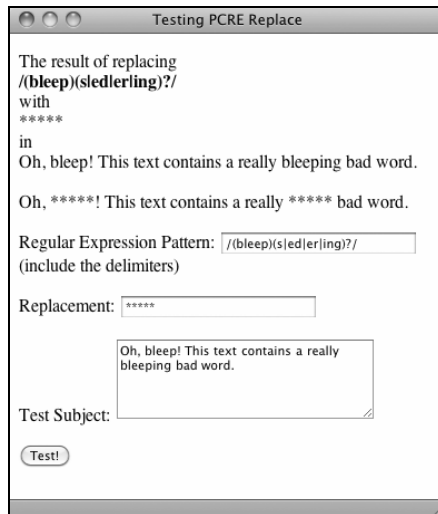 Testing PCRE Replace
The result of replacing
/(bleep)(s|ed|er|ing)?/
with
*****
in
Oh, bleep! This text contains a really bleeping bad word.
Oh, *****! This text contains a really ***** bad word.
Regular Expression Pattern: /(bleep)(s|ed|er|ing)?/
(include the delimiters)
Replacement: *****
Oh, bleep! This text contains a really
bleeping bad word.
Test Subject:
Test!